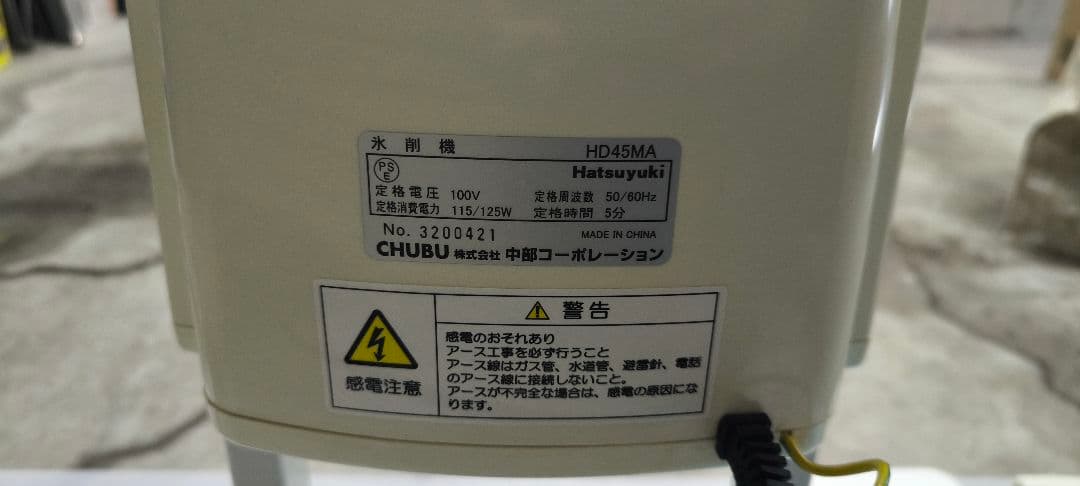 氷削機 HD45MA
PS
E
Hatsuyuki
定格電圧 100V 定格周波数 50/60Hz
定格消費電力 115/125W 定格時間 5分
No. 3200421 MADE IN CHINA
CHUBU 株式会社 中部コーポレーション
警告
感電注意
感電のおそれあり
アース工事を必ず行うこと
アース線はガス管、水道管、避雷針、電話
のアース線に接続しないこと。
アースが不完全な場合は、感電の原因にな
ります。